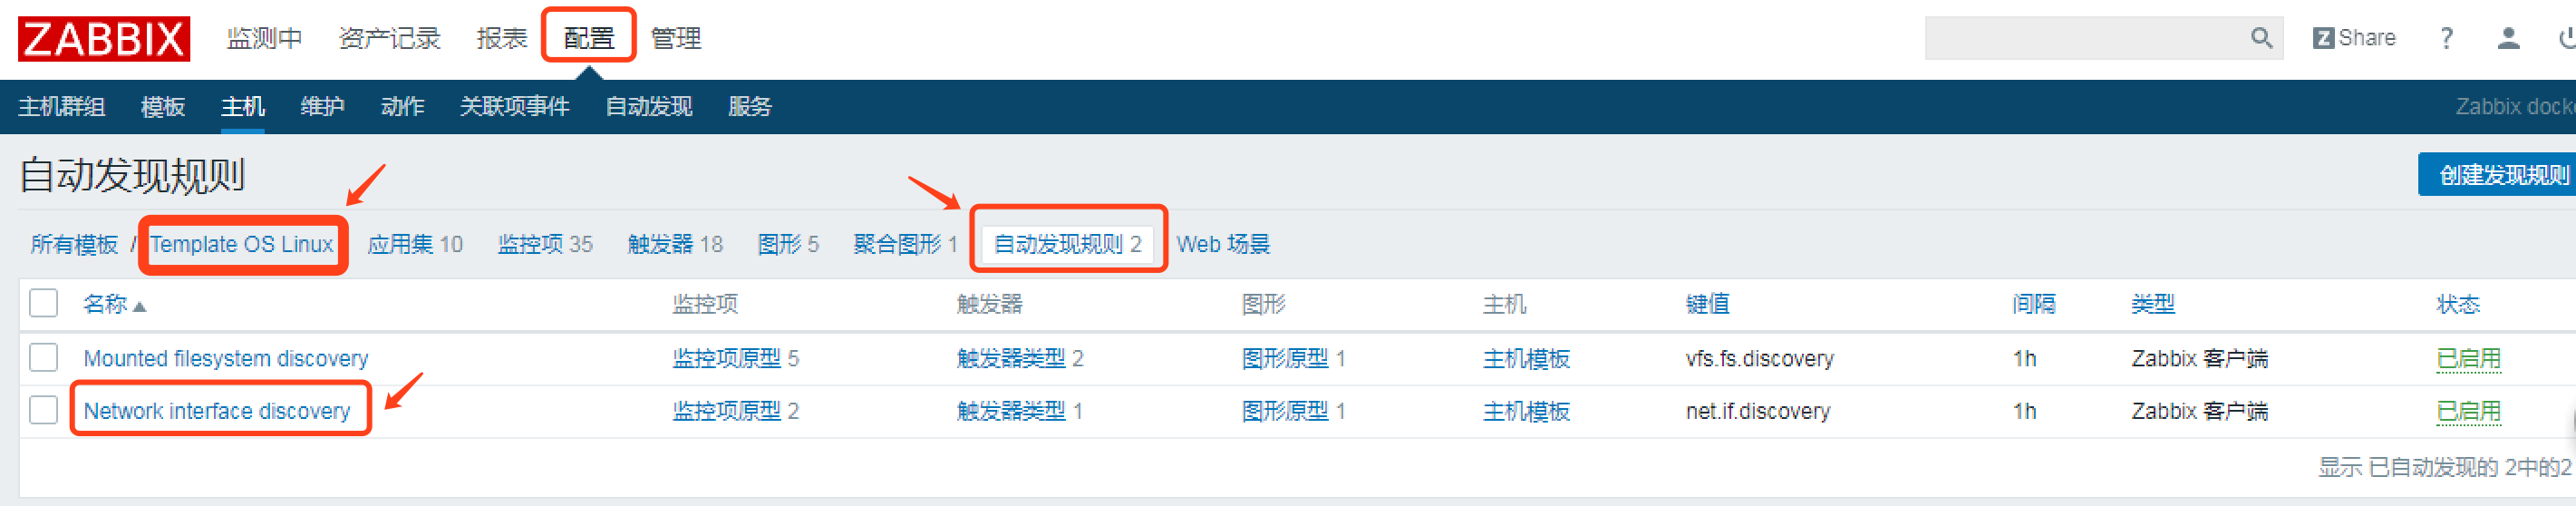 ZABBIX 监测中 资产记录 报表 配置 管理 Share ?
主机群组 模板 主机 维护 动作 关联项事件 自动发现 服务 Zabbix
自动发现规则 创建发现规则
所有模板 / Template OS Linux 应用集 10 监控项 35 触发器 18 图形 5 聚合图形 1 自动发现规则 2 Web 场景
名称 监控项 触发器 图形 主机 键值 间隔 类型 状态
Mounted filesystem discovery 监控项原型 5 触发器类型 2 图形原型 1 主机模板 vfs.fs.discovery 1h Zabbix 客户端 已启用
Network interface discovery 监控项原型 2 触发器类型 1 图形原型 1 主机模板 net.if.discovery 1h Zabbix 客户端 已启用
显示 已自动发现的 2中的2